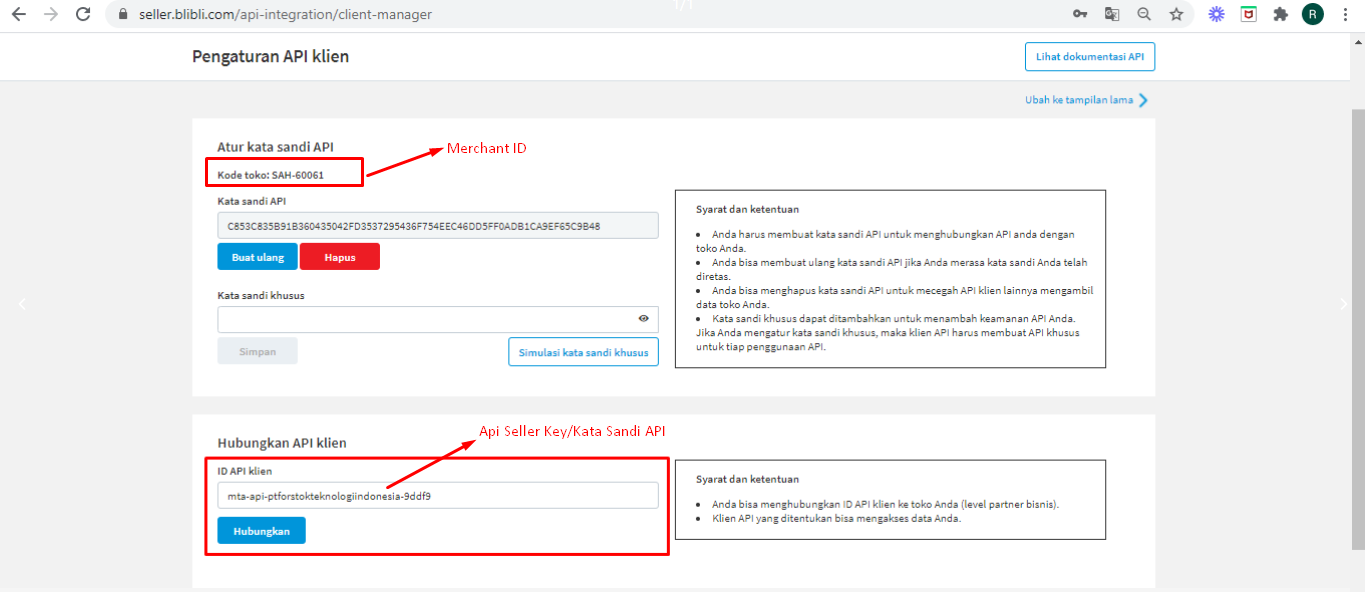 seller.blibli.com/api-integration/client-manager
1/1
R
Pengaturan API klien
Lihat dokumentasi API
Ubah ke tampilan lama
Atur kata sandi API
Merchant ID
Kode toko: SAH-60061
Kata sandi API
C853C835B91B360435042FD3537295436F754EEC46DD5FF0ADB1CA9EF65C9B48
Buat ulang
Hapus
Kata sandi khusus
Simpan
Simulasi kata sandi khusus
Syarat dan ketentuan
• Anda harus membuat kata sandi API untuk menghubungkan API anda dengan
toko Anda.
• Anda bisa membuat ulang kata sandi API jika Anda merasa kata sandi Anda telah
diretas.
• Anda bisa menghapus kata sandi API untuk mecegah API klien lainnya mengambil
data toko Anda.
• Kata sandi khusus dapat ditambahkan untuk menambah keamanan API Anda.
Jika Anda mengatur kata sandi khusus, maka klien API harus membuat API khusus
untuk tiap penggunaan API.
Hubungkan API klien
Api Seller Key/Kata Sandi API
ID API klien
mta-api-ptforstokteknologiindonesia-9ddf9
Hubungkan
Syarat dan ketentuan
• Anda bisa menghubungkan ID API klien ke toko Anda (level partner bisnis).
• Klien API yang ditentukan bisa mengakses data Anda.